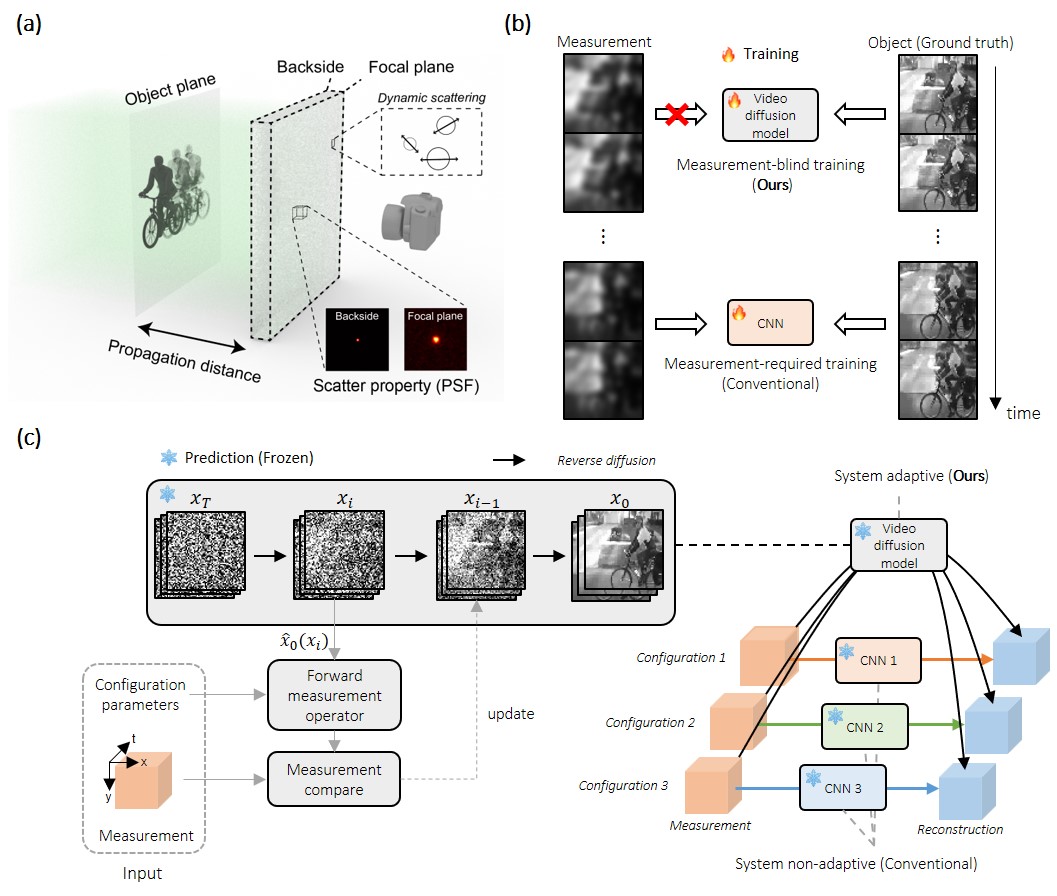 (a)
Object plane
Backside
Focal plane
Dynamic scattering
Backside
Focal plane
Propagation distance
Scatter property (PSF)
(b)
Measurement
🔥 Training
Object (Ground truth)
Video
diffusion
model
Measurement-blind training
(Ours)
⋮
⋮
CNN
Measurement-required training
(Conventional)
time
(c)
Prediction (Frozen)
Reverse diffusion
x_T
x_i
x_{i−1}
x_0
x̂_0(x_i)
Configuration
parameters
Forward
measurement
operator
update
t
x
y
Measurement
Measurement
compare
Input
System adaptive (Ours)
Video
diffusion
model
Configuration 1
CNN 1
Configuration 2
CNN 2
Configuration 3
CNN 3
Measurement
Reconstruction
System non-adaptive (Conventional)